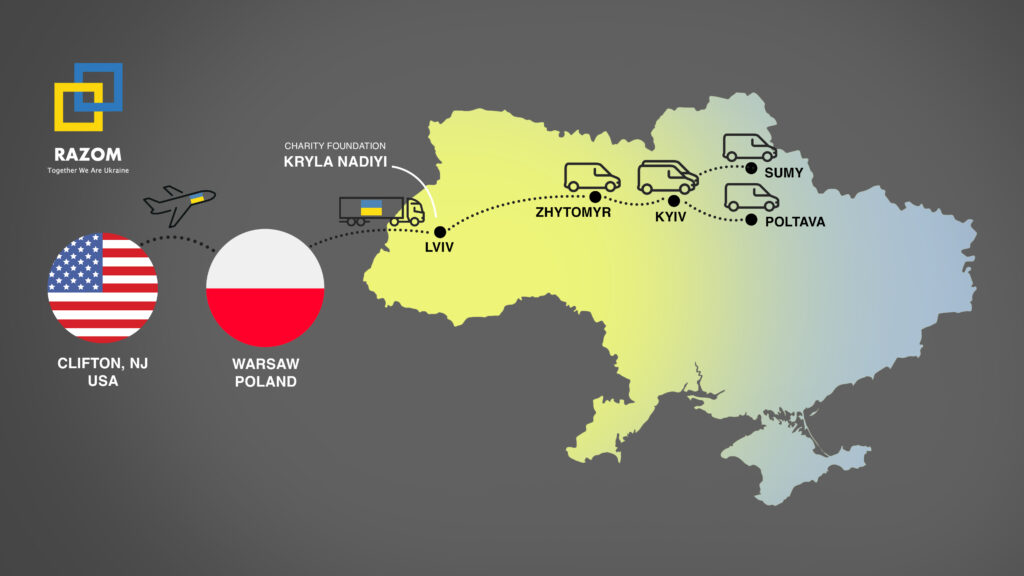 RAZOM
Together We Are Ukraine
CHARITY FOUNDATION
KRYLA NADIYI
CLIFTON, NJ
USA
WARSAW
POLAND
LVIV
ZHYTOMYR
KYIV
SUMY
POLTAVA